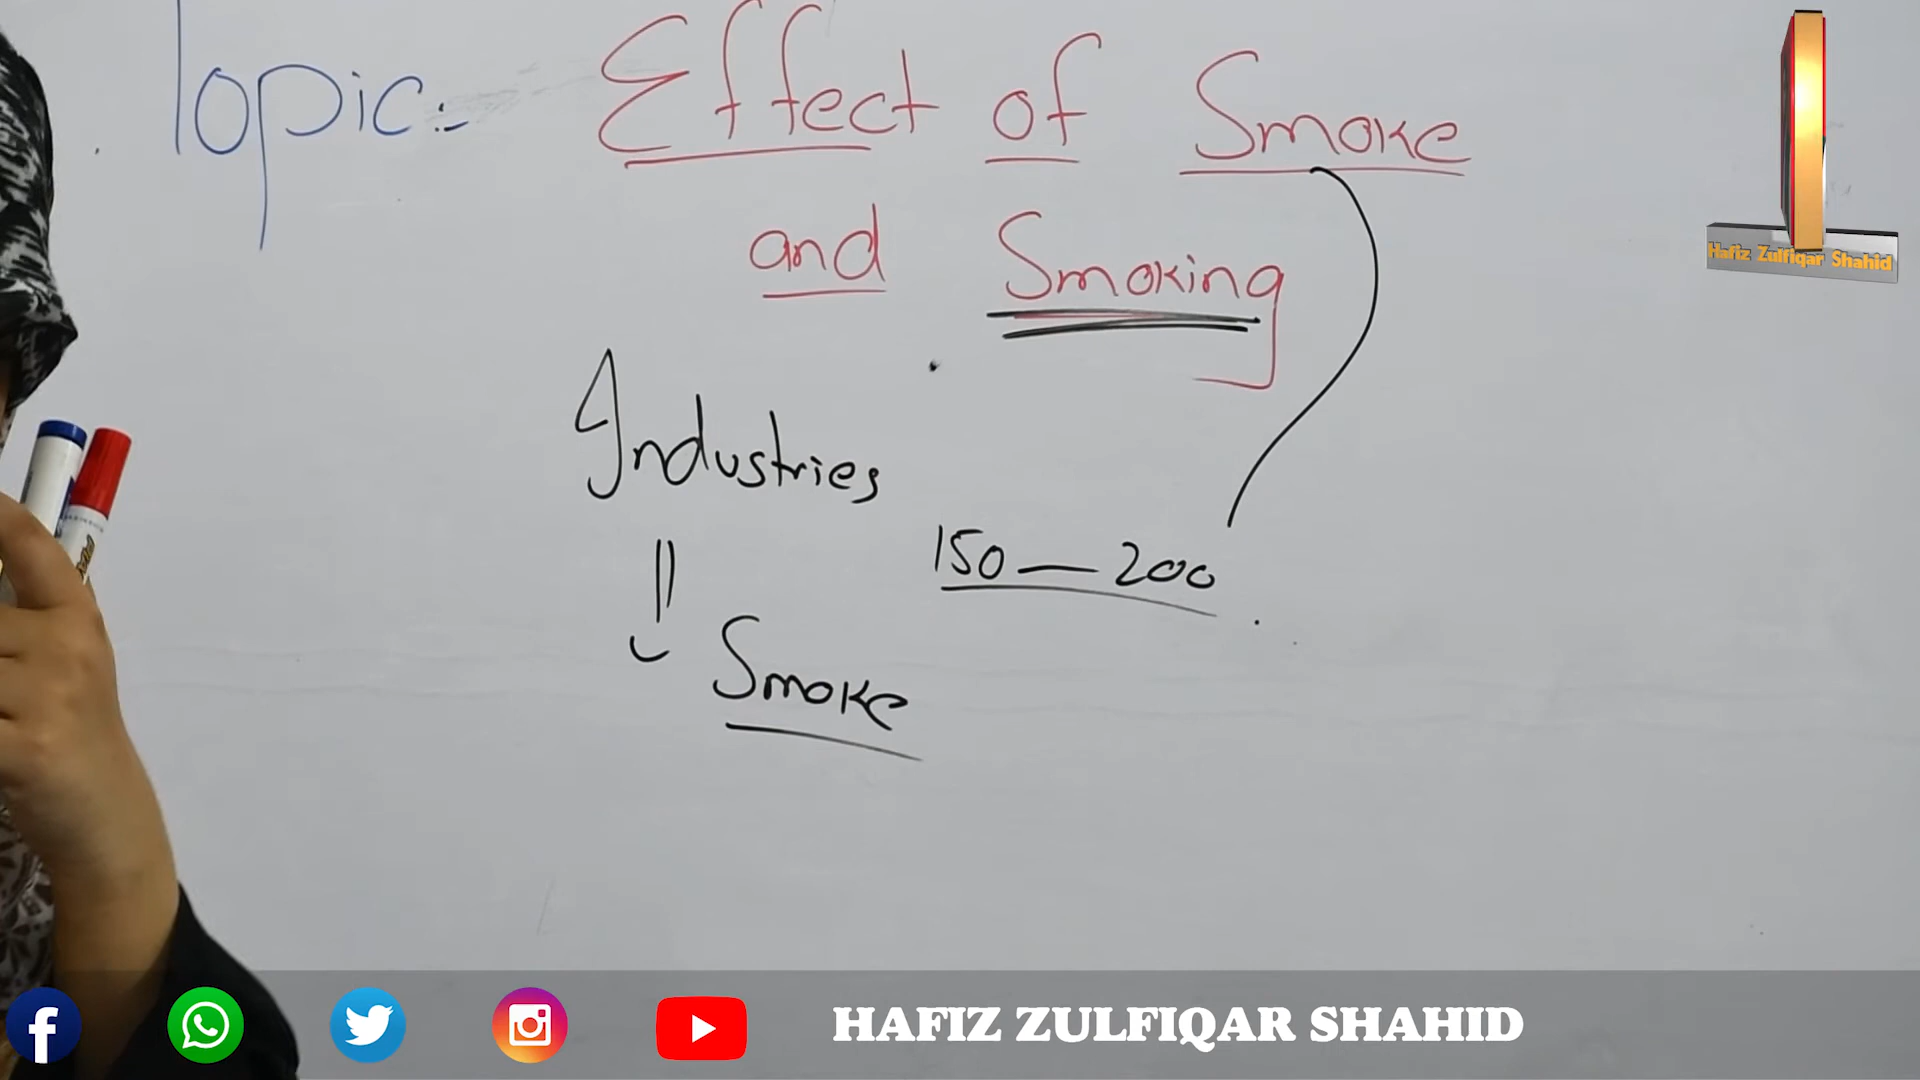 Topic:-
Effect of Smoke
and Smoking
Industries
150 — 200
Smoke
Hafiz Zulfiqar Shahid
HAFIZ ZULFIQAR SHAHID